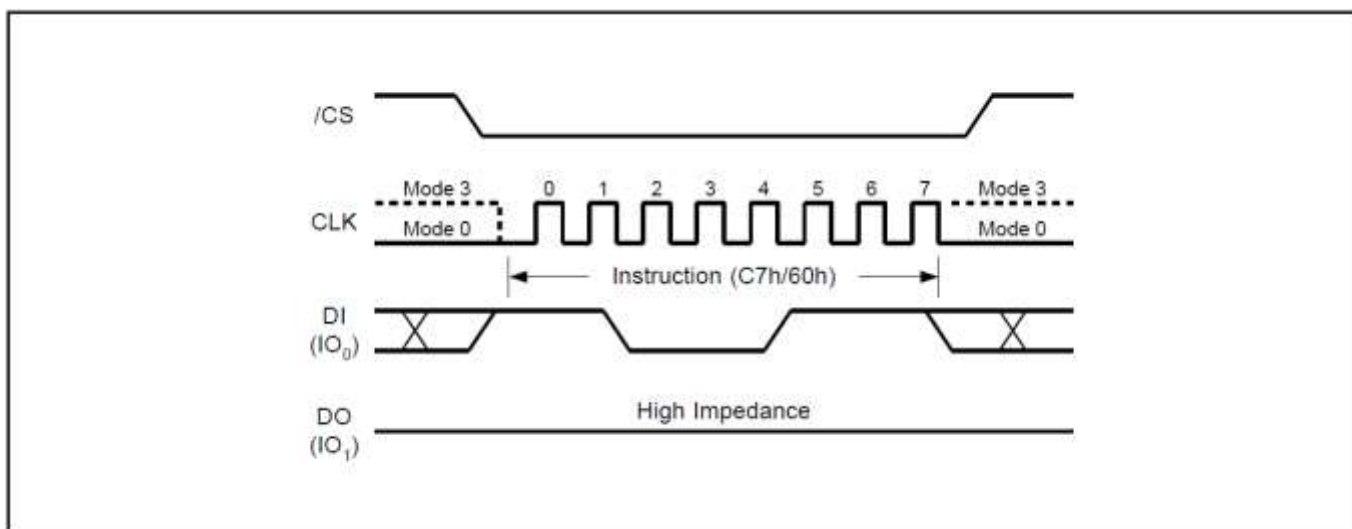 /CS
Mode 3 0 1 2 3 4 5 6 7 Mode 3
CLK
Mode 0 Mode 0
Instruction (C7h/60h)
DI
(IO₀)
High Impedance
DO
(IO₁)